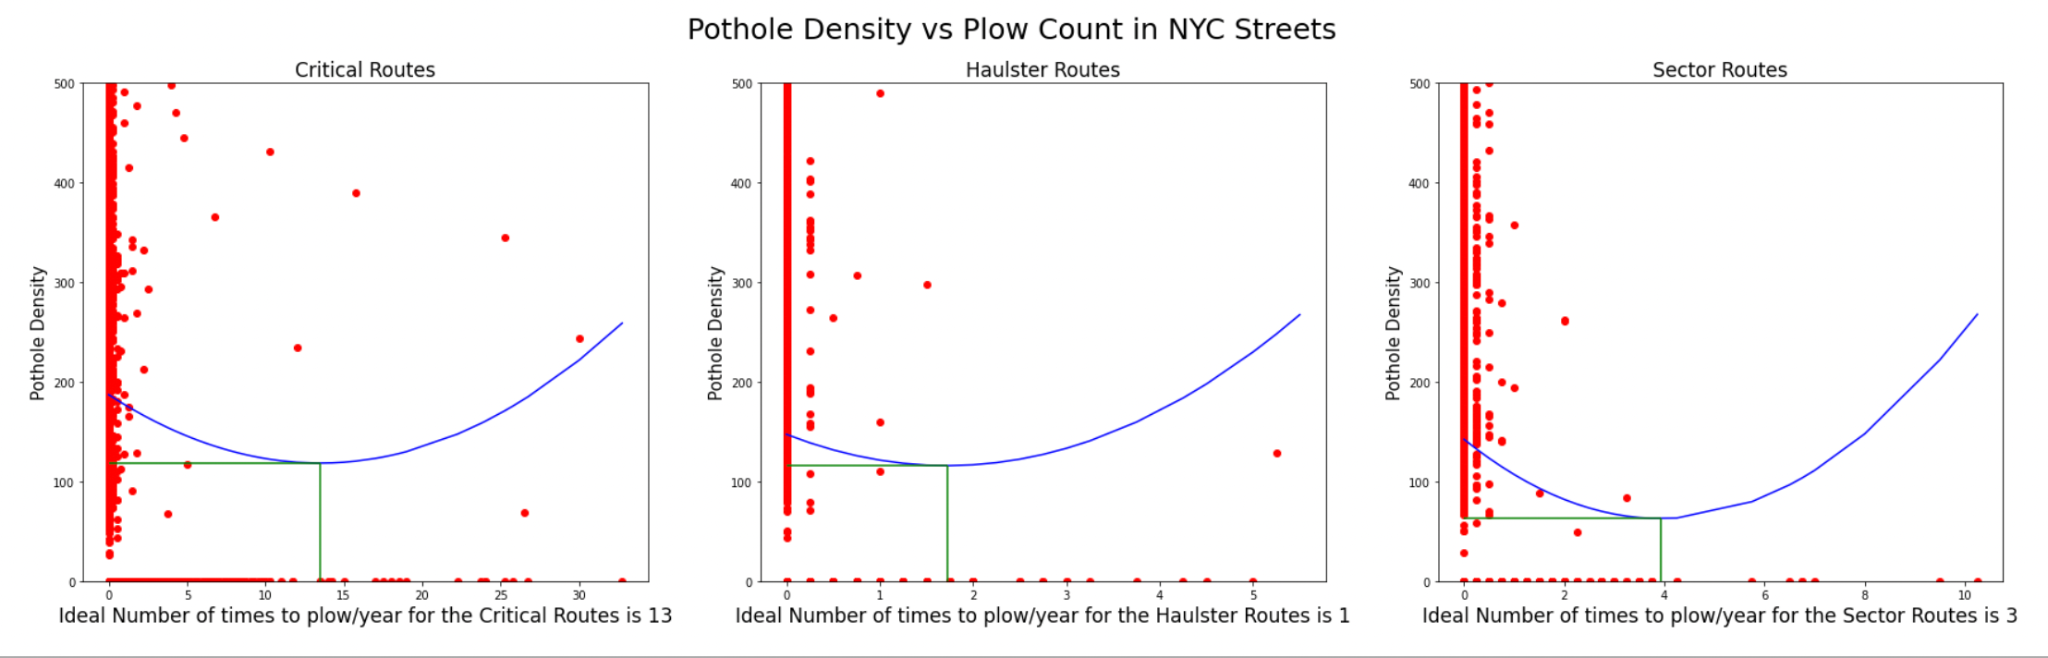 Pothole Density vs Plow Count in NYC Streets
Critical Routes
500
400
300
200
100
0
Pothole Density
0 5 10 15 20 25 30
Ideal Number of times to plow/year for the Critical Routes is 13
Haulster Routes
500
400
300
200
100
0
Pothole Density
0 1 2 3 4 5
Ideal Number of times to plow/year for the Haulster Routes is 1
Sector Routes
500
400
300
200
100
0
Pothole Density
0 2 4 6 8 10
Ideal Number of times to plow/year for the Sector Routes is 3